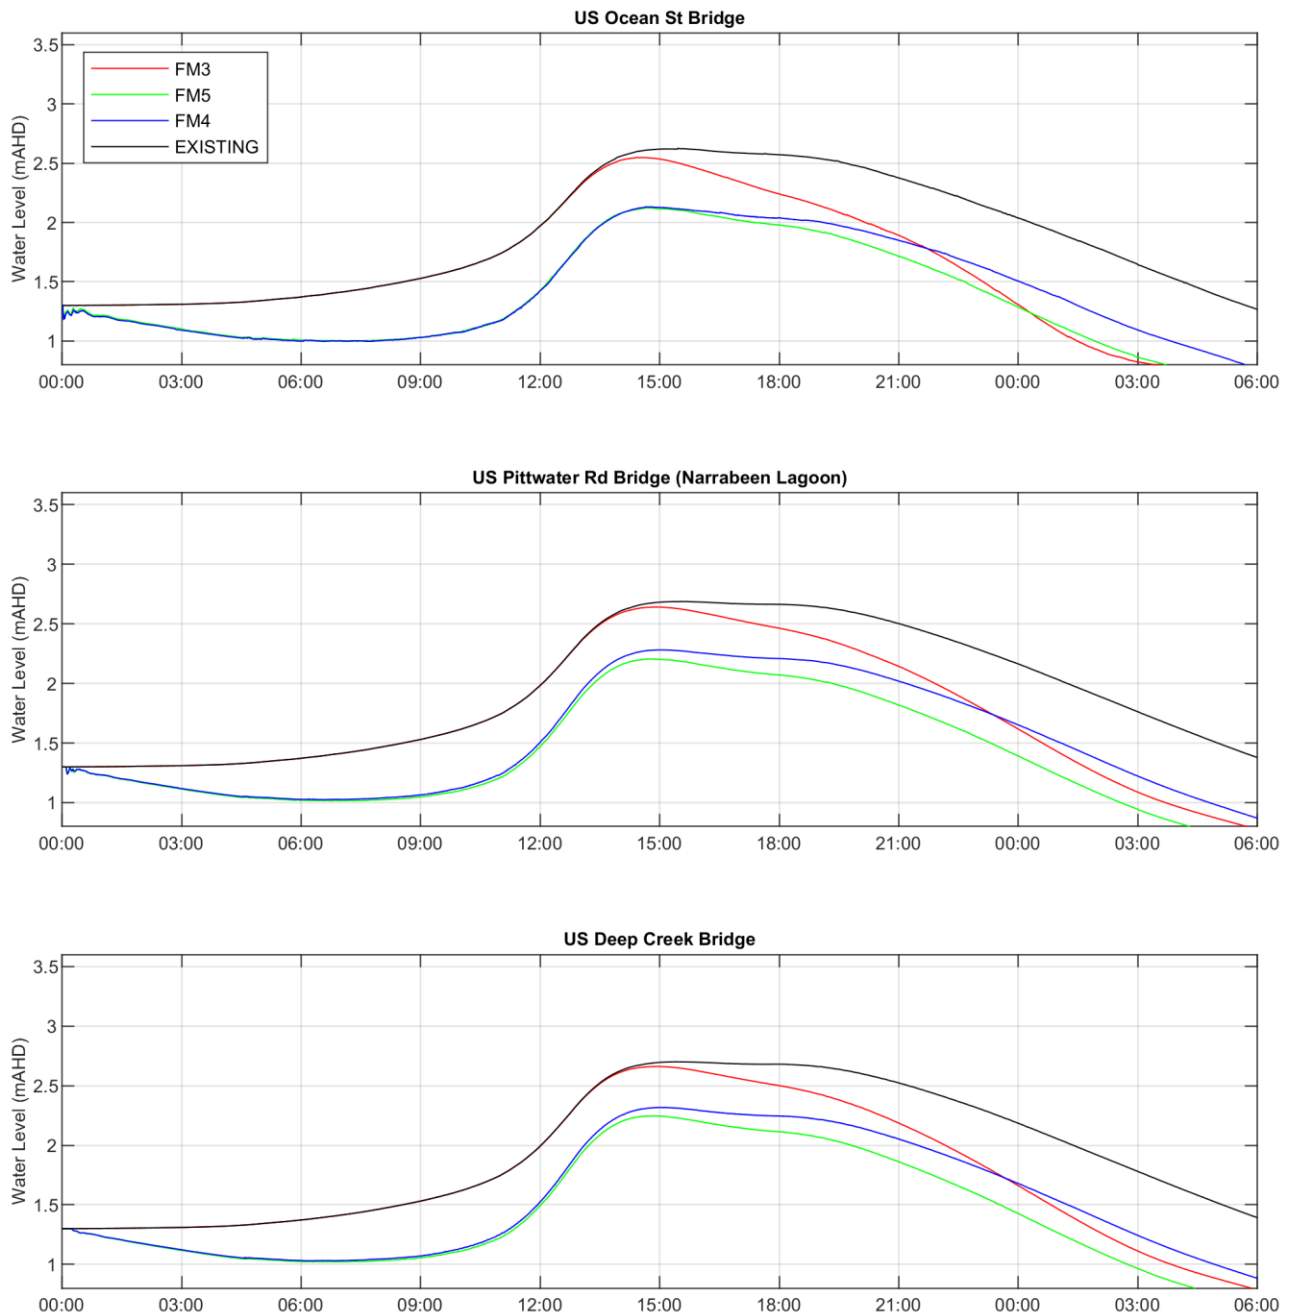 US Ocean St Bridge
Water Level (mAHD)
3.5
3
2.5
2
1.5
1
FM3
FM5
FM4
EXISTING
00:00 03:00 06:00 09:00 12:00 15:00 18:00 21:00 00:00 03:00 06:00
US Pittwater Rd Bridge (Narrabeen Lagoon)
Water Level (mAHD)
3.5
3
2.5
2
1.5
1
00:00 03:00 06:00 09:00 12:00 15:00 18:00 21:00 00:00 03:00 06:00
US Deep Creek Bridge
Water Level (mAHD)
3.5
3
2.5
2
1.5
1
00:00 03:00 06:00 09:00 12:00 15:00 18:00 21:00 00:00 03:00 06:00